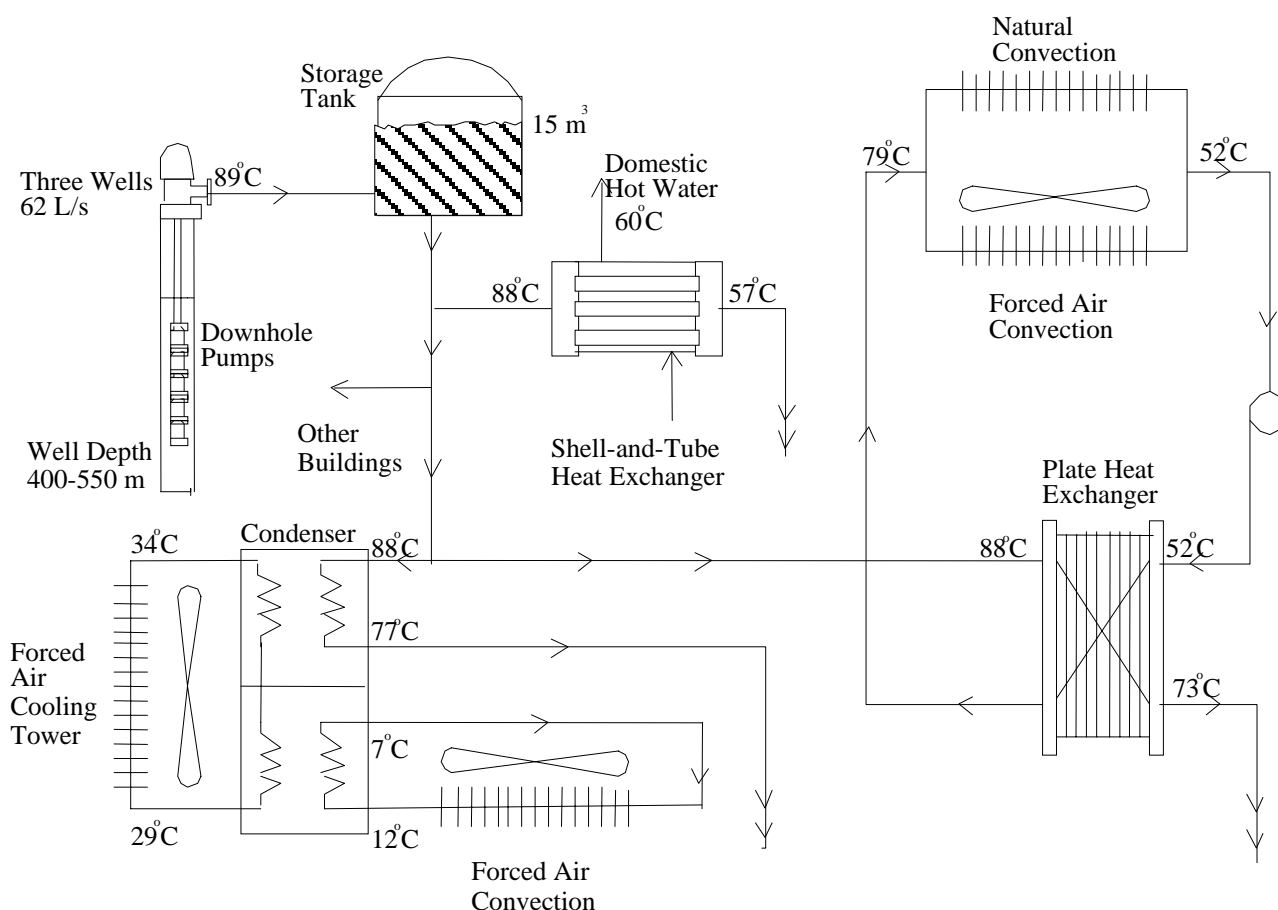 Natural
Convection
Storage
Tank
15 m³
79°C
52°C
Domestic
Hot Water
60°C
Three Wells
62 L/s
89°C
88°C
57°C
Forced Air
Convection
Downhole
Pumps
Other
Buildings
Shell-and-Tube
Heat Exchanger
Well Depth
400-550 m
Plate Heat
Exchanger
Condenser
34°C
88°C
88°C
52°C
77°C
Forced
Air
Cooling
Tower
73°C
7°C
29°C
12°C
Forced Air
Convection